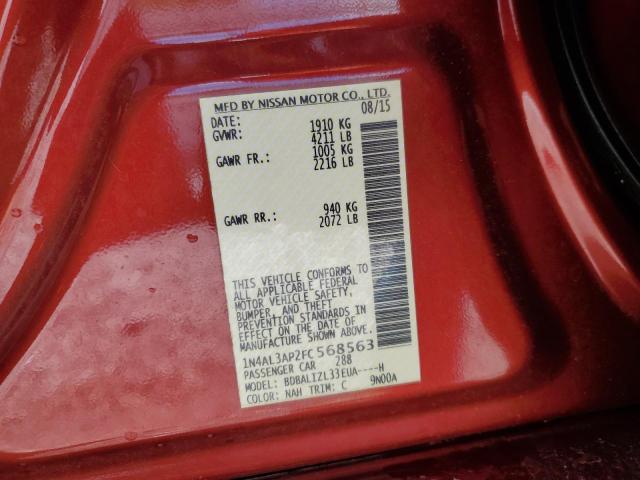 MFD BY NISSAN MOTOR CO., LTD.
DATE: 08/15
GVWR: 1910 KG
4211 LB
GAWR FR.: 1005 KG
2216 LB
GAWR RR.: 940 KG
2072 LB
THIS VEHICLE CONFORMS TO
ALL APPLICABLE FEDERAL
MOTOR VEHICLE SAFETY,
BUMPER, AND THEFT
PREVENTION STANDARDS IN
EFFECT ON THE DATE OF
MANUFACTURE SHOWN ABOVE.
1N4AL3AP2FC568563
PASSENGER CAR 288
MODEL: BDBALIZL33EUA----H
COLOR: NAH TRIM: C 9N00A